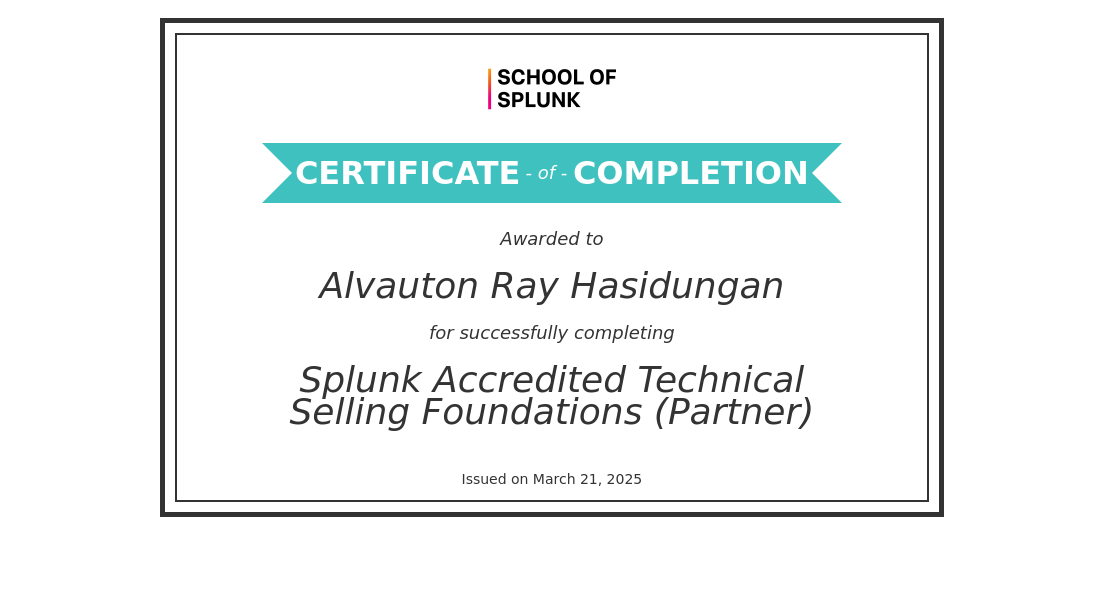 SCHOOL OF
SPLUNK
CERTIFICATE - of - COMPLETION
Awarded to
Alvauton Ray Hasidungan
for successfully completing
Splunk Accredited Technical
Selling Foundations (Partner)
Issued on March 21, 2025